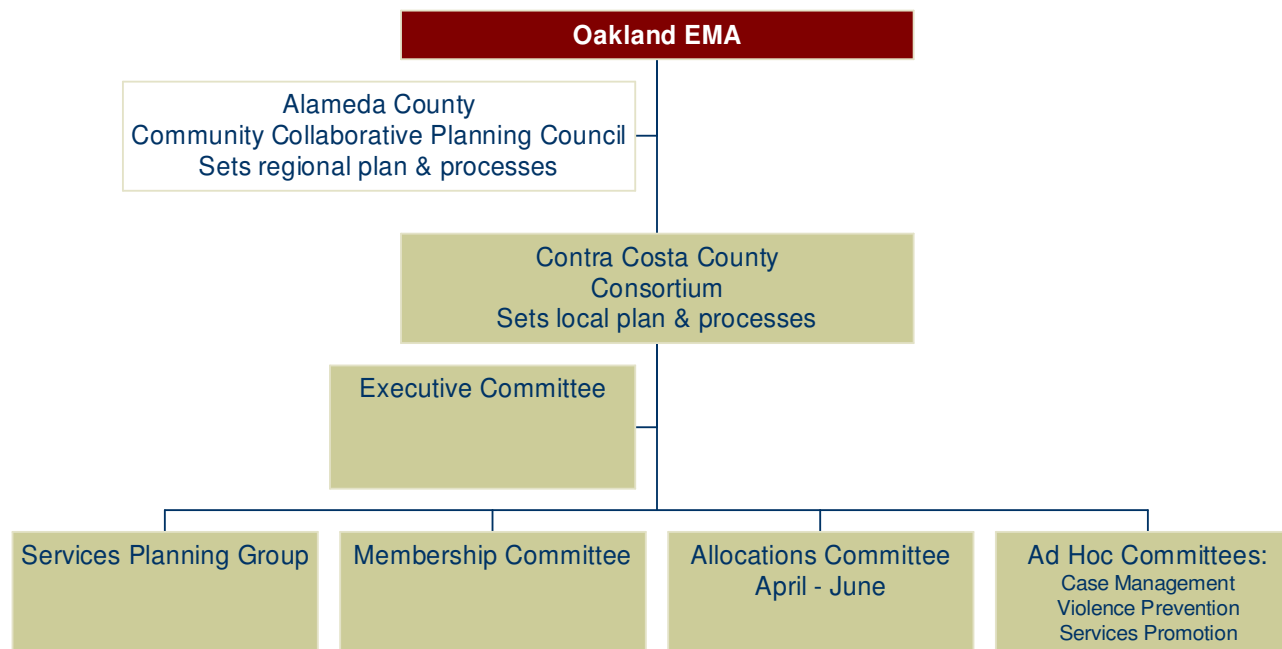 Oakland EMA
Alameda County
Community Collaborative Planning Council
Sets regional plan & processes
Contra Costa County
Consortium
Sets local plan & processes
Executive Committee
Services Planning Group
Membership Committee
Allocations Committee
April - June
Ad Hoc Committees:
Case Management
Violence Prevention
Services Promotion